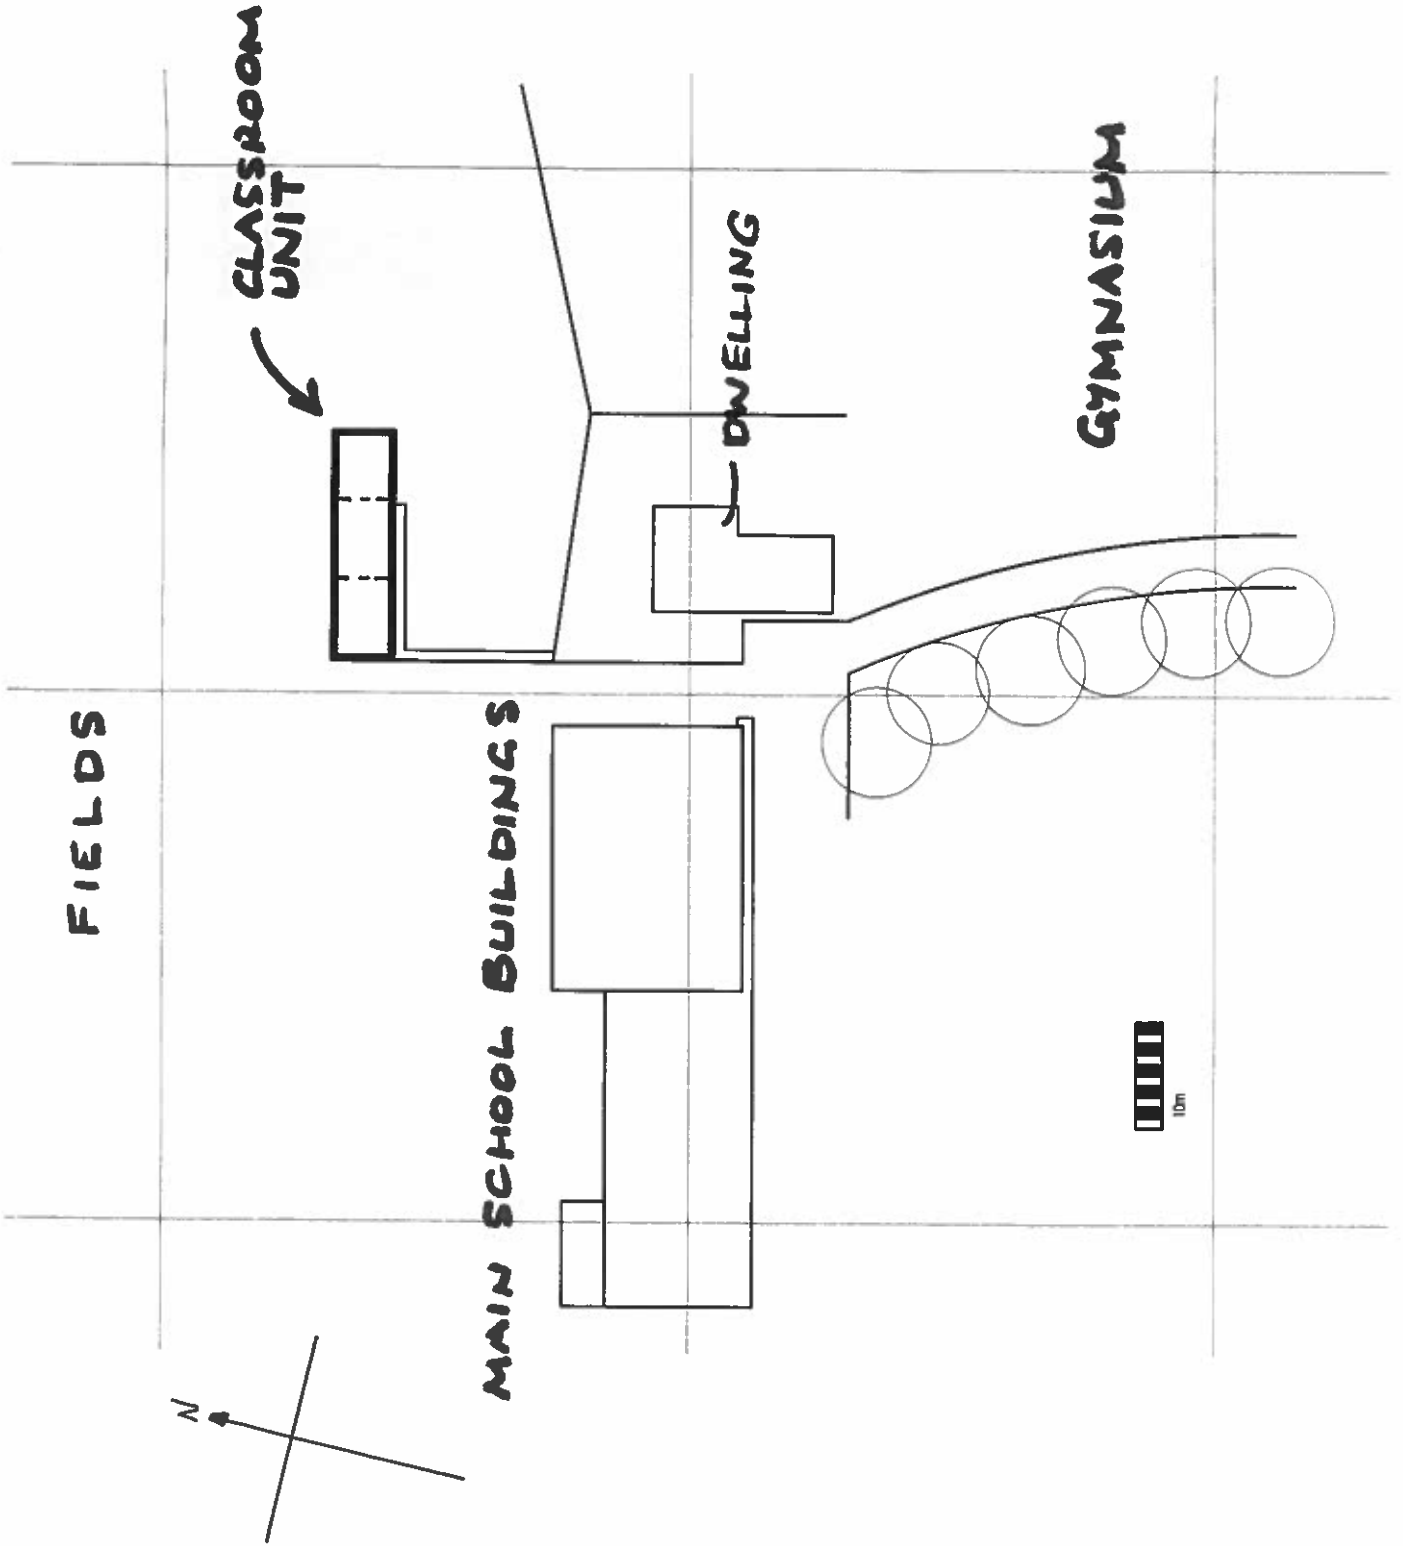 CLASSROOM
UNIT
DWELLING
GYMNASIUM
FIELDS
MAIN SCHOOL BUILDINGS
10m
N